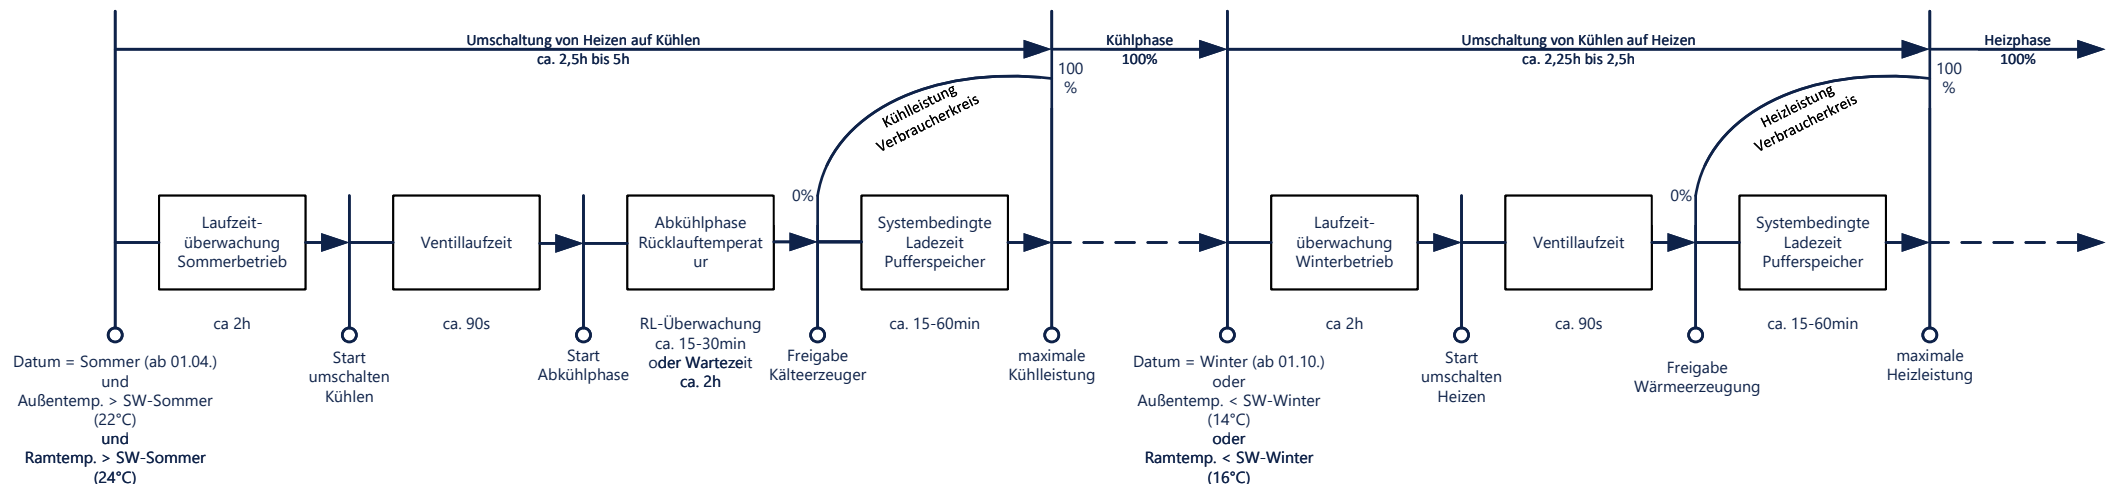 Umschaltung von Heizen auf Kühlen
ca. 2,5h bis 5h
Kühlphase
100%
Umschaltung von Kühlen auf Heizen
ca. 2,25h bis 2,5h
Heizphase
100%
100
%
Kühlleistung
Verbraucherkreis
100
%
Heizleistung
Verbraucherkreis
0%
0%
Laufzeit-
überwachung
Sommerbetrieb
Ventillaufzeit
Abkühlphase
Rücklauftemperat
ur
Systembedingte
Ladezeit
Pufferspeicher
Laufzeit-
überwachung
Winterbetrieb
Ventillaufzeit
Systembedingte
Ladezeit
Pufferspeicher
ca 2h
ca. 90s
RL-Überwachung
ca. 15-30min
oder Wartezeit
ca. 2h
ca. 15-60min
ca 2h
ca. 90s
ca. 15-60min
Datum = Sommer (ab 01.04.)
und
Außentemp. > SW-Sommer
(22°C)
und
Ramtemp. > SW-Sommer
(24°C)
Start
umschalten
Kühlen
Start
Abkühlphase
Freigabe
Kälteerzeuger
maximale
Kühlleistung
Datum = Winter (ab 01.10.)
oder
Außentemp. < SW-Winter
(14°C)
oder
Ramtemp. < SW-Winter
(16°C)
Start
umschalten
Heizen
Freigabe
Wärmeerzeugung
maximale
Heizleistung